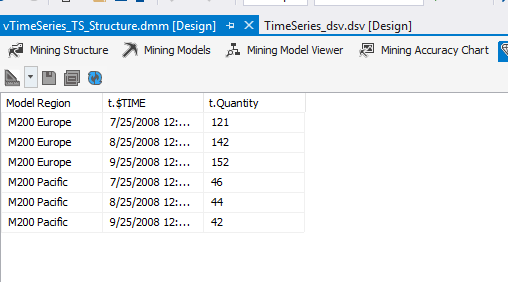 vTimeSeries_TS_Structure.dmm [Design] TimeSeries_dsv.dsv [Design]
Mining Structure Mining Models Mining Model Viewer Mining Accuracy Chart
Model Region t.$TIME t.Quantity
M200 Europe 7/25/2008 12:... 121
M200 Europe 8/25/2008 12:... 142
M200 Europe 9/25/2008 12:... 152
M200 Pacific 7/25/2008 12:... 46
M200 Pacific 8/25/2008 12:... 44
M200 Pacific 9/25/2008 12:... 42